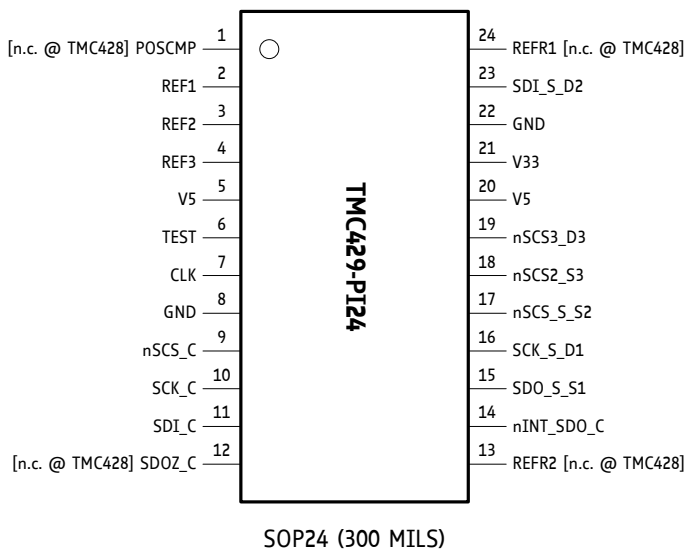 1
[n.c. @ TMC428] POSCMP
2
REF1
3
REF2
4
REF3
5
V5
6
TEST
7
CLK
8
GND
9
nSCS_C
10
SCK_C
11
SDI_C
12
[n.c. @ TMC428] SDOZ_C
TMC429-PI24
24
REFR1 [n.c. @ TMC428]
23
SDI_S_D2
22
GND
21
V33
20
V5
19
nSCS3_D3
18
nSCS2_S3
17
nSCS_S_S2
16
SCK_S_D1
15
SDO_S_S1
14
nINT_SDO_C
13
REFR2 [n.c. @ TMC428]
SOP24 (300 MILS)